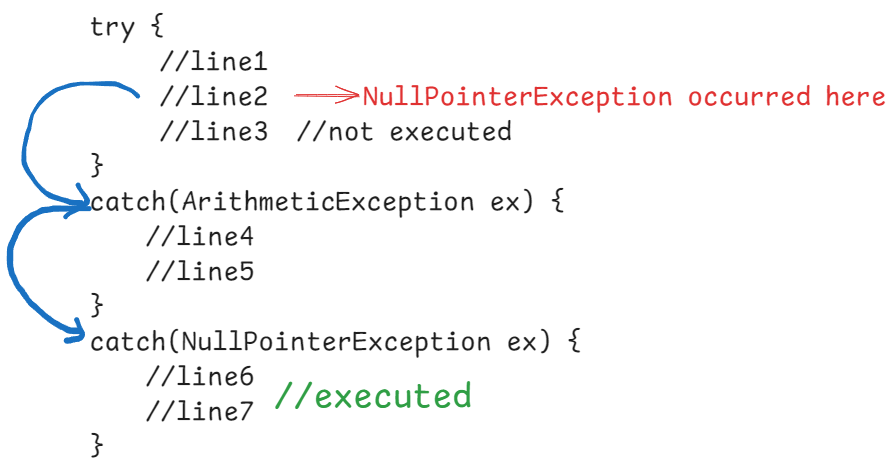 try {
//line1
//line2 NullPointerException occurred here
//line3 //not executed
}
catch(ArithmeticException ex) {
//line4
//line5
}
catch(NullPointerException ex) {
//line6
//line7 //executed
}